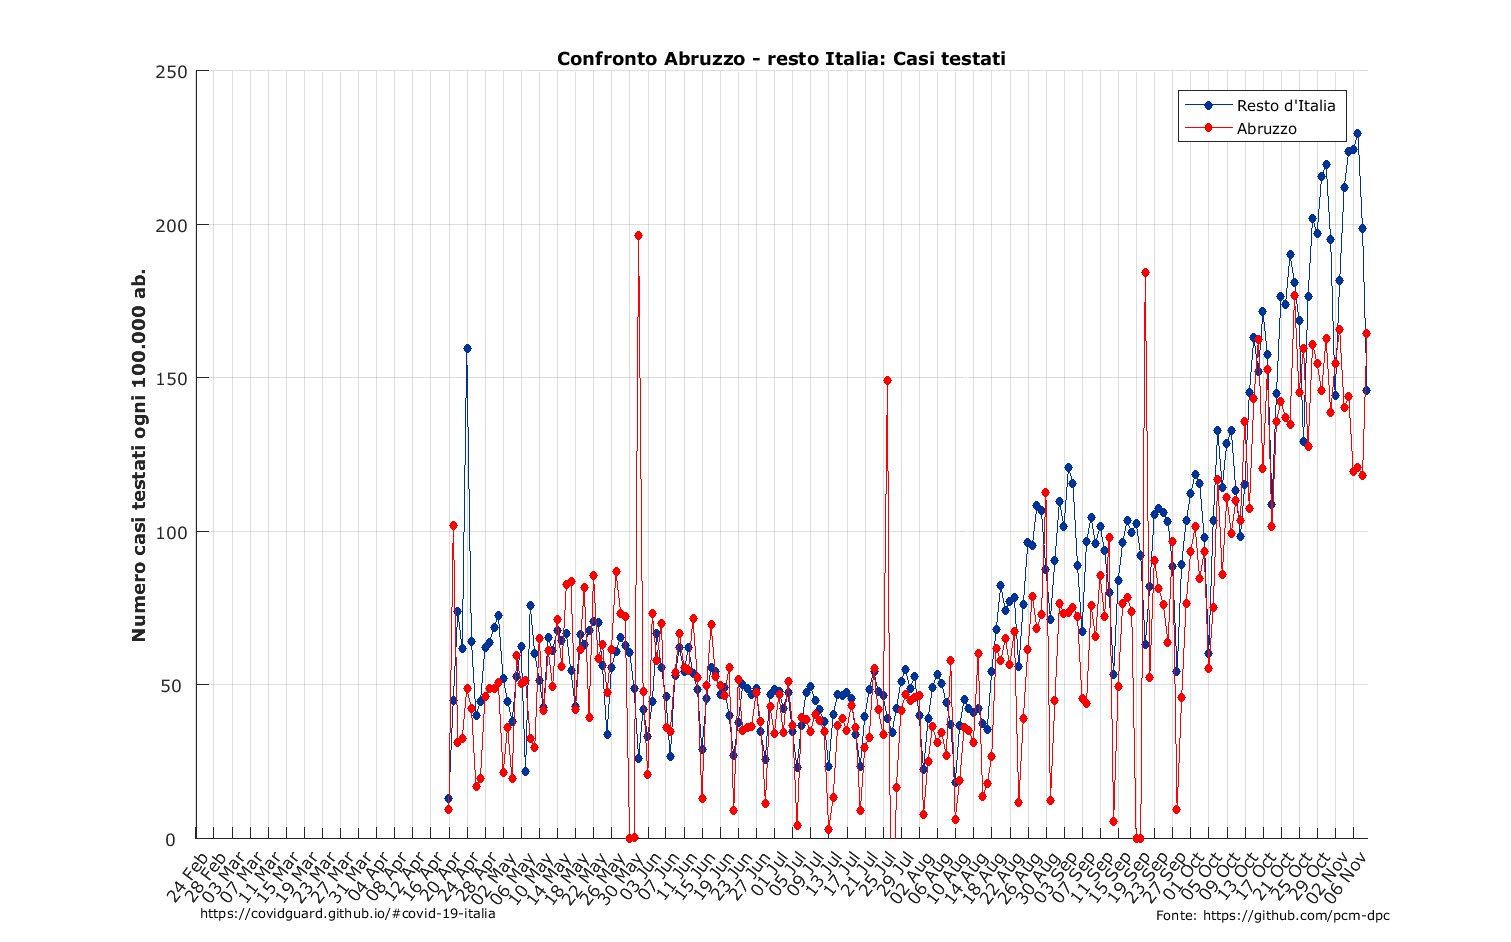 Confronto Abruzzo - resto Italia: Casi testati
250
200
150
100
50
0
Numero casi testati ogni 100.000 ab.
Resto d'Italia
Abruzzo
24 Feb
28 Feb
03 Mar
07 Mar
11 Mar
15 Mar
19 Mar
23 Mar
27 Mar
31 Mar
04 Apr
08 Apr
12 Apr
16 Apr
20 Apr
24 Apr
28 Apr
02 May
06 May
10 May
14 May
18 May
22 May
26 May
30 May
03 Jun
07 Jun
11 Jun
15 Jun
19 Jun
23 Jun
27 Jun
01 Jul
05 Jul
09 Jul
13 Jul
17 Jul
21 Jul
25 Jul
29 Jul
02 Aug
06 Aug
10 Aug
14 Aug
18 Aug
22 Aug
26 Aug
30 Aug
03 Sep
07 Sep
11 Sep
15 Sep
19 Sep
23 Sep
27 Sep
01 Oct
05 Oct
09 Oct
13 Oct
17 Oct
21 Oct
25 Oct
29 Oct
02 Nov
06 Nov
https://covidguard.github.io/#covid-19-italia
Fonte: https://github.com/pcm-dpc